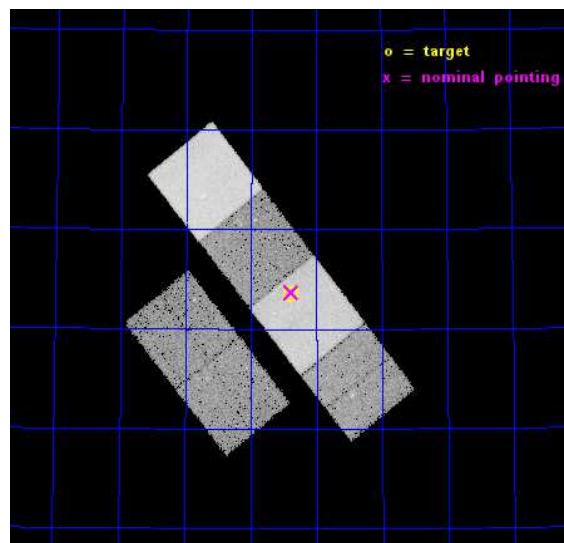 o = target
x = nominal pointing